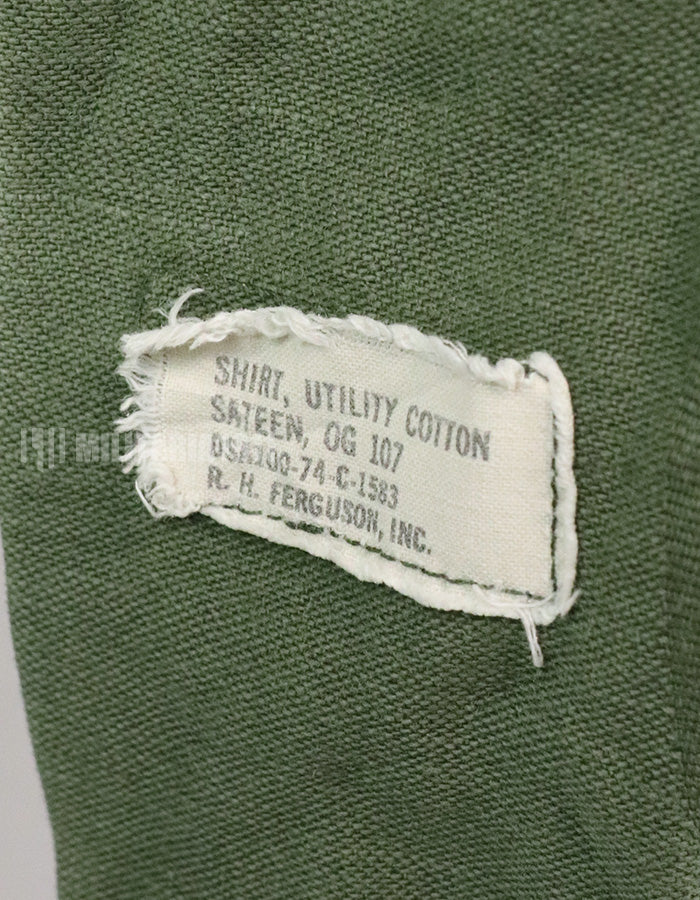 SHIRT, UTILITY COTTON
SATEEN, OG 107
DSA100-74-C-1583
R. H. FERGUSON, INC.